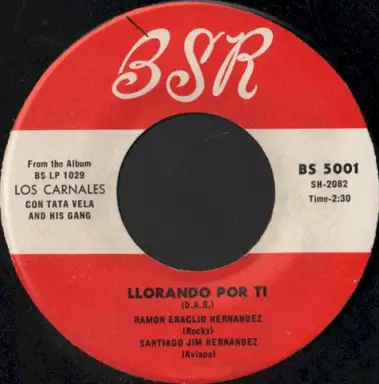 BSR
From the Album
BS LP 1029
LOS CARNALES
CON TATA VELA
AND HIS GANG
BS 5001
SH-2082
Time-2:30
LLORANDO POR TI
(D.A.R.)
RAMON ERACLIO HERNANDEZ
(Rocky)
SANTIAGO JIM HERNANDEZ
(Avispa)